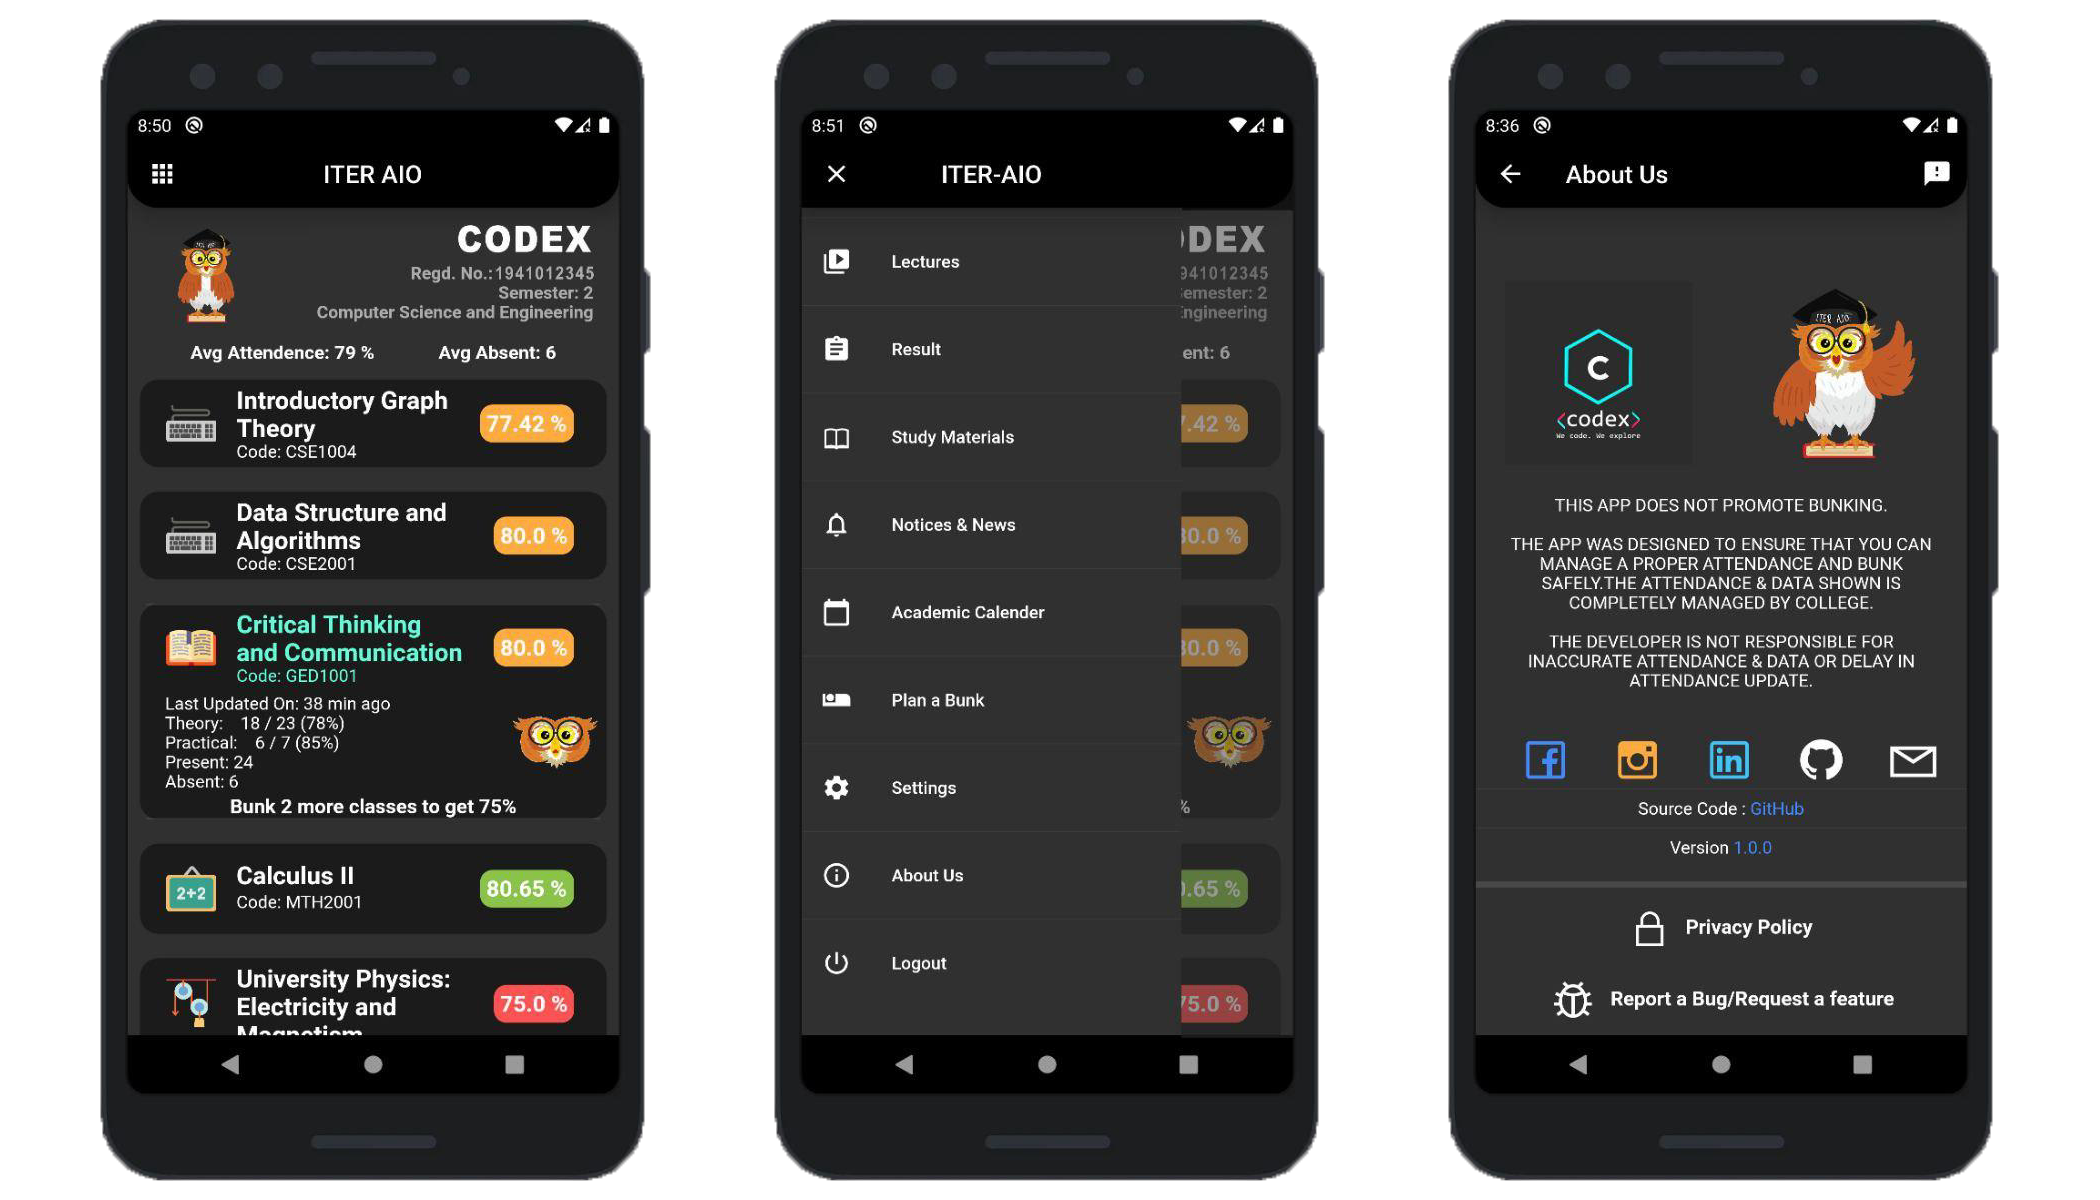 8:50
ITER AIO
CODEX
Regd. No.:1941012345
Semester: 2
Computer Science and Engineering
Avg Attendence: 79 %
Avg Absent: 6
Introductory Graph
Theory
Code: CSE1004
77.42 %
Data Structure and
Algorithms
Code: CSE2001
80.0 %
Critical Thinking
and Communication
Code: GED1001
80.0 %
Last Updated On: 38 min ago
Theory: 18 / 23 (78%)
Practical: 6 / 7 (85%)
Present: 24
Absent: 6
Bunk 2 more classes to get 75%
2+2
Calculus II
Code: MTH2001
80.65 %
University Physics:
Electricity and
Magnetism
75.0 %
8:51
ITER-AIO
Lectures
Result
Study Materials
Notices & News
Academic Calender
Plan a Bunk
Settings
About Us
Logout
DEX
941012345
emester: 2
ngineering
ent: 6
.42 %
0.0 %
0.0 %
%
.65 %
75.0 %
8:36
About Us
C
<codex>
We code. We explore
ITER AIO
THIS APP DOES NOT PROMOTE BUNKING.
THE APP WAS DESIGNED TO ENSURE THAT YOU CAN
MANAGE A PROPER ATTENDANCE AND BUNK
SAFELY.THE ATTENDANCE & DATA SHOWN IS
COMPLETELY MANAGED BY COLLEGE.
THE DEVELOPER IS NOT RESPONSIBLE FOR
INACCURATE ATTENDANCE & DATA OR DELAY IN
ATTENDANCE UPDATE.
Source Code : GitHub
Version 1.0.0
Privacy Policy
Report a Bug/Request a feature